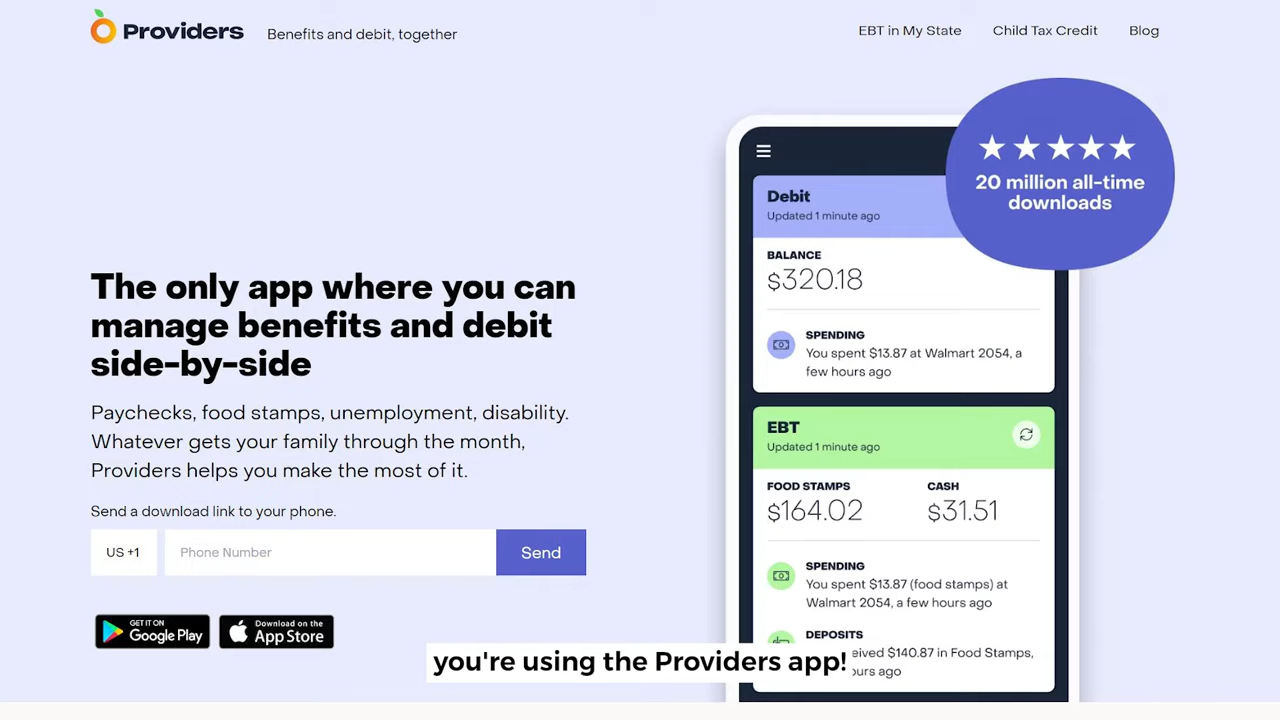 Providers
Benefits and debit, together
EBT in My State
Child Tax Credit
Blog
20 million all-time
downloads
Debit
Updated 1 minute ago
BALANCE
$320.18
SPENDING
You spent $13.87 at Walmart 2054, a
few hours ago
The only app where you can
manage benefits and debit
side-by-side
Paychecks, food stamps, unemployment, disability.
Whatever gets your family through the month,
Providers helps you make the most of it.
Send a download link to your phone.
US +1
Phone Number
Send
GET IT ON
Google Play
Download on the
App Store
EBT
Updated 1 minute ago
FOOD STAMPS
CASH
$164.02
$31.51
SPENDING
You spent $13.87 (food stamps) at
Walmart 2054, a few hours ago
DEPOSITS
$140.87 in Food Stamps,
ago
you're using the Providers app!